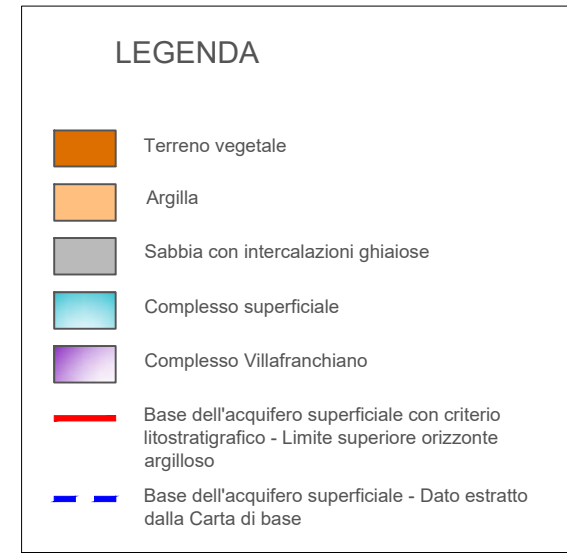 LEGENDA
Terreno vegetale
Argilla
Sabbia con intercalazioni ghiaiose
Complesso superficiale
Complesso Villafranchiano
Base dell'acquifero superficiale con criterio
litostratigrafico - Limite superiore orizzonte
argilloso
Base dell'acquifero superficiale - Dato estratto
dalla Carta di base